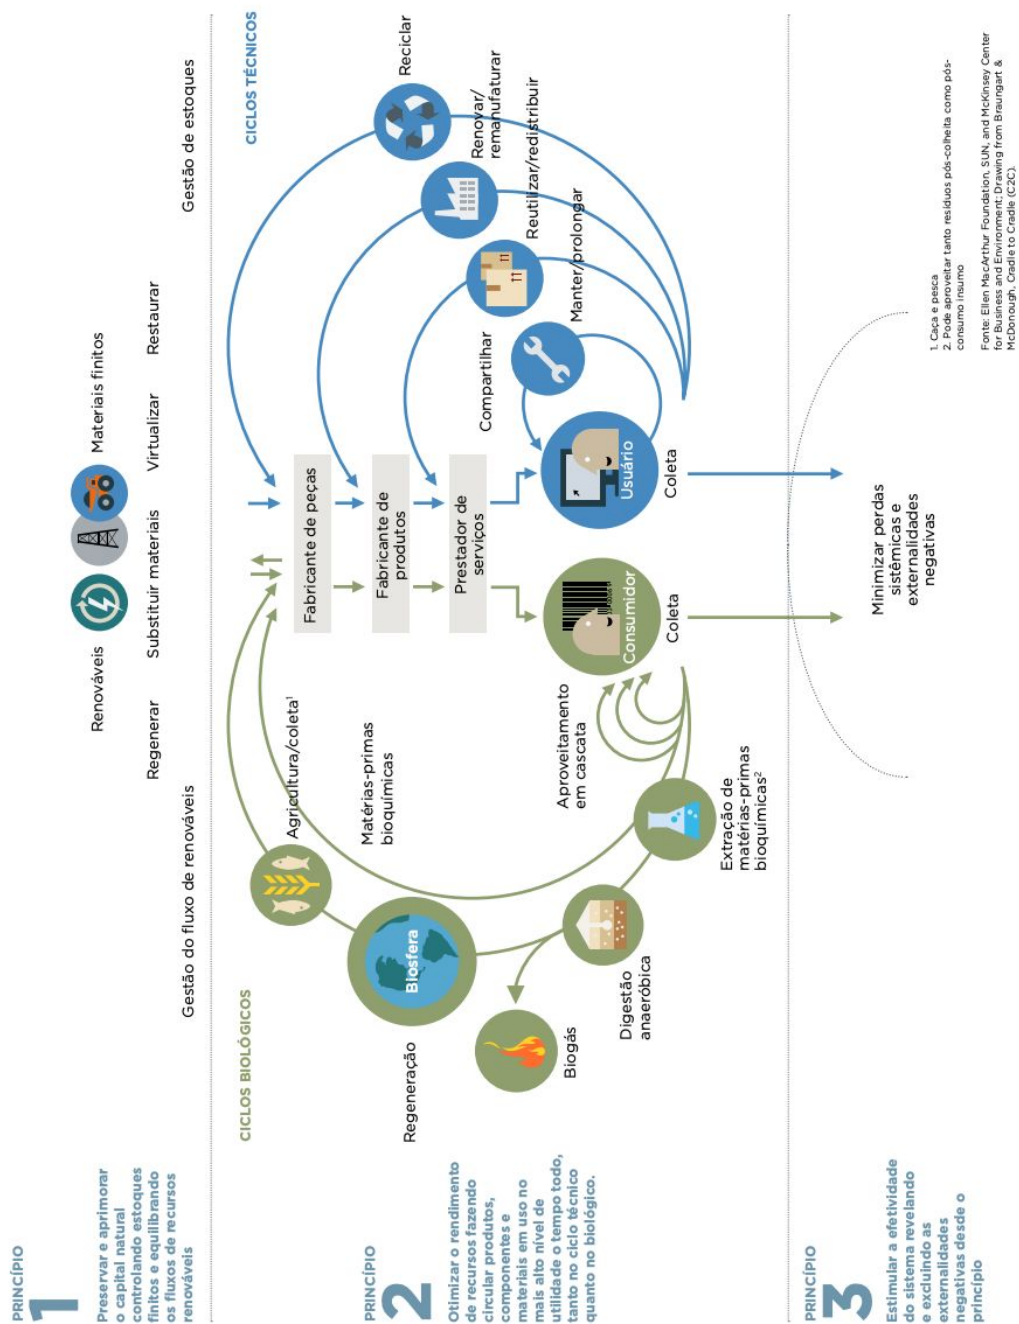 PRINCÍPIO
1
Preservar e aprimorar
o capital natural
controlando estoques
finitos e equilibrando
os fluxos de recursos
renováveis
Renováveis
Materiais finitos
Regenerar
Substituir materiais
Virtualizar
Restaurar
Gestão do fluxo de renováveis
Gestão de estoques
PRINCÍPIO
2
Otimizar o rendimento
de recursos fazendo
circular produtos,
componentes e
materiais em uso no
mais alto nível de
utilidade o tempo todo,
tanto no ciclo técnico
quanto no biológico.
CICLOS BIOLÓGICOS
CICLOS TÉCNICOS
Agricultura/coleta¹
Matérias-primas
bioquímicas
Regeneração
Biosfera
Biogás
Digestão
anaeróbica
Extração de
matérias-primas
bioquímicas²
Aproveitamento
em cascata
Fabricante de peças
Fabricante de
produtos
Prestador de
serviços
Consumidor
Coleta
Usuário
Coleta
Compartilhar
Manter/prolongar
Reutilizar/redistribuir
Renovar/
remanufaturar
Reciclar
PRINCÍPIO
3
Estimular a efetividade
do sistema revelando
e excluindo as
externalidades
negativas desde o
princípio
Minimizar perdas
sistêmicas e
externalidades
negativas
1. Caça e pesca
2. Pode aproveitar tanto resíduos pós-colheita como pós-
consumo insumo
Fonte: Ellen MacArthur Foundation, SUN, and McKinsey Center
for Business and Environment; Drawing from Braungart &
McDonough, Cradle to Cradle (C2C).